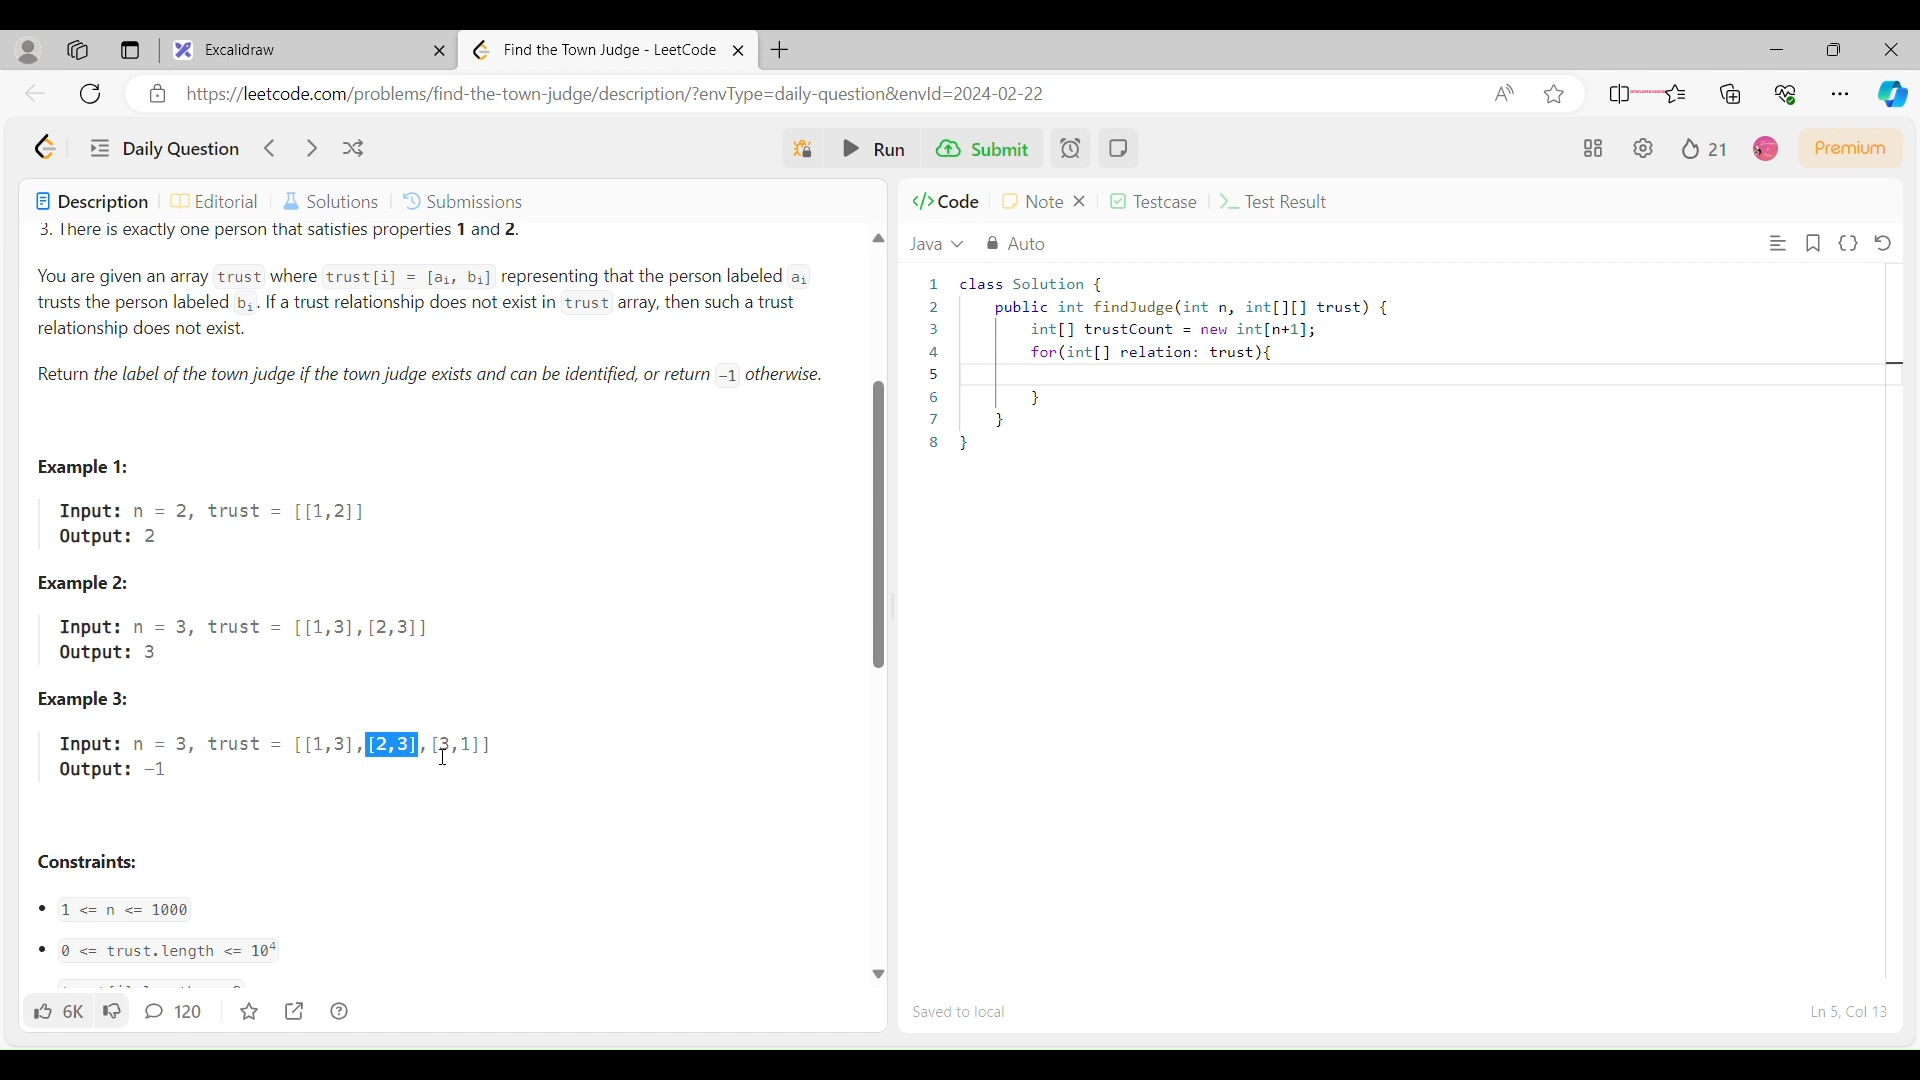 Excalidraw
Find the Town Judge - LeetCode
https://leetcode.com/problems/find-the-town-judge/description/?envType=daily-question&envId=2024-02-22
Daily Question
Run
Submit
21
Premium
Description
Editorial
Solutions
Submissions
3. There is exactly one person that satisfies properties 1 and 2.
You are given an array trust where trust[i] = [ai, bi] representing that the person labeled ai
trusts the person labeled bi. If a trust relationship does not exist in trust array, then such a trust
relationship does not exist.
Return the label of the town judge if the town judge exists and can be identified, or return -1 otherwise.
Example 1:
Input: n = 2, trust = [[1,2]]
Output: 2
Example 2:
Input: n = 3, trust = [[1,3],[2,3]]
Output: 3
Example 3:
Input: n = 3, trust = [[1,3],[2,3],[3,1]]
Output: -1
Constraints:
1 <= n <= 1000
0 <= trust.length <= 10⁴
6K
120
Code
Note
Testcase
Test Result
Java
Auto
1 class Solution {
2 public int findJudge(int n, int[][] trust) {
3 int[] trustCount = new int[n+1];
4 for(int[] relation: trust){
5
6 }
7 }
8 }
Saved to local
Ln 5, Col 13